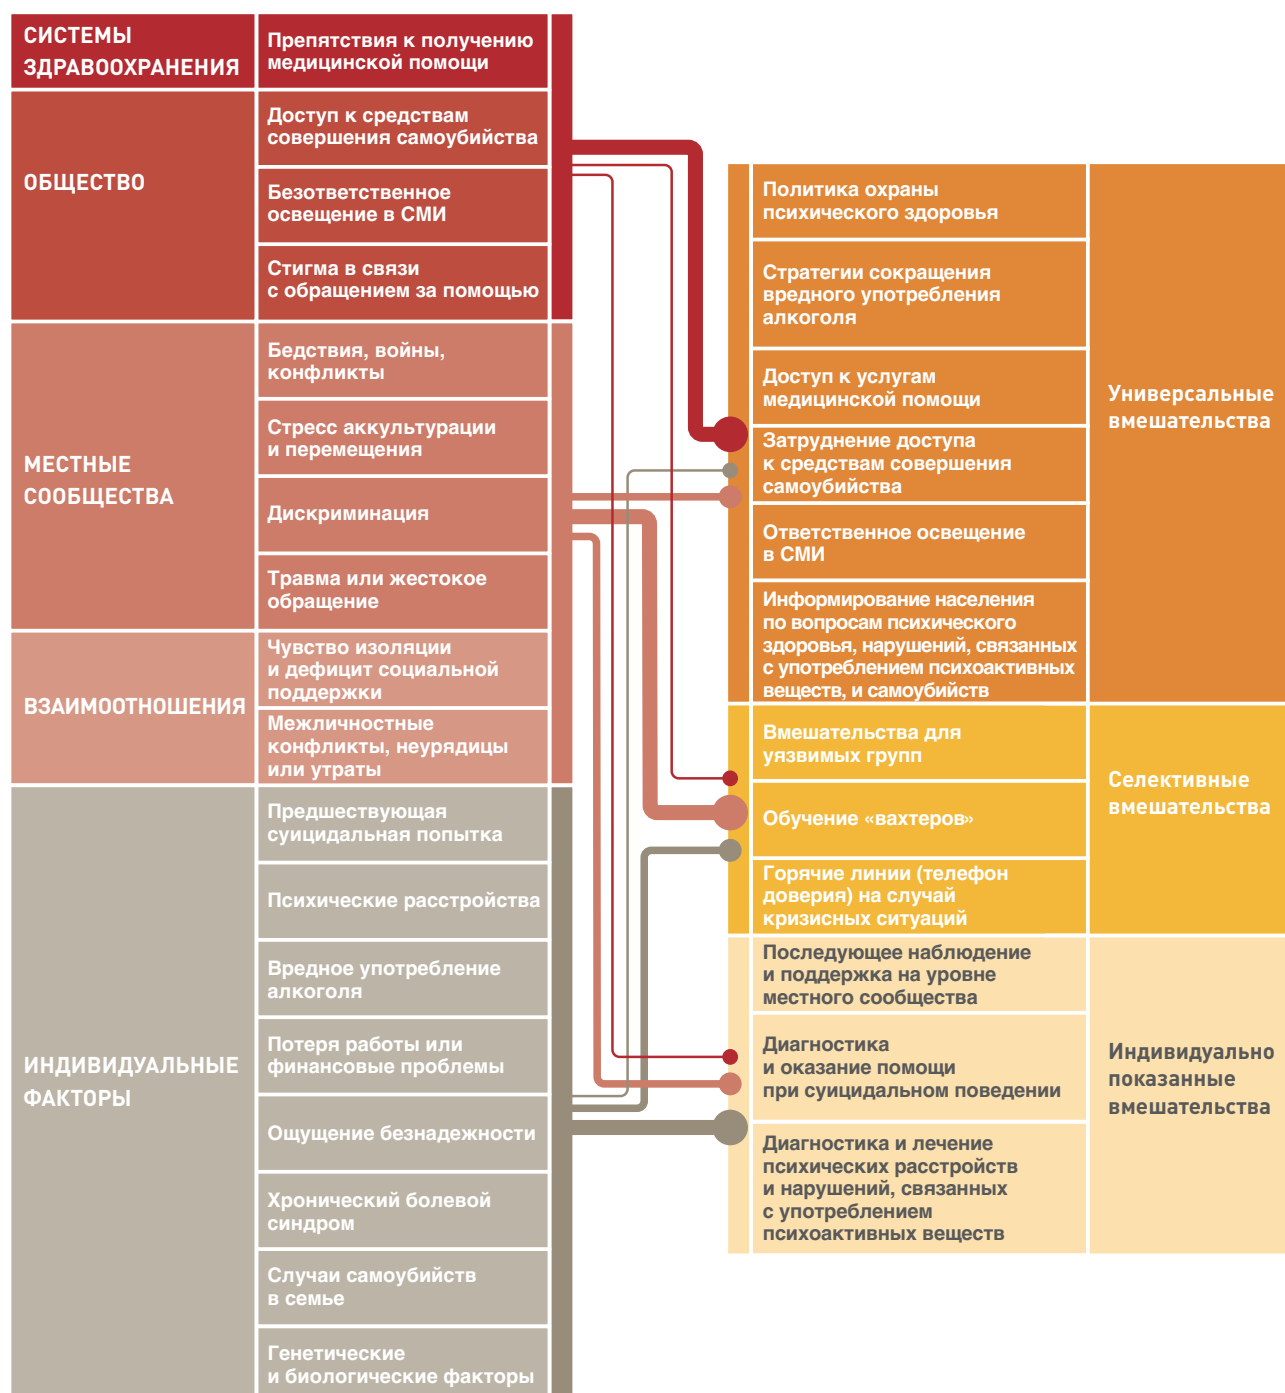 СИСТЕМЫ
ЗДРАВООХРАНЕНИЯ
Препятствия к получению
медицинской помощи
ОБЩЕСТВО
Доступ к средствам
совершения самоубийства
Безответственное
освещение в СМИ
Стигма в связи
с обращением за помощью
МЕСТНЫЕ
СООБЩЕСТВА
Бедствия, войны,
конфликты
Стресс аккультурации
и перемещения
Дискриминация
Травма или жестокое
обращение
ВЗАИМООТНОШЕНИЯ
Чувство изоляции
и дефицит социальной
поддержки
Межличностные
конфликты, неурядицы
или утраты
ИНДИВИДУАЛЬНЫЕ
ФАКТОРЫ
Предшествующая
суицидальная попытка
Психические расстройства
Вредное употребление
алкоголя
Потеря работы или
финансовые проблемы
Ощущение безнадежности
Хронический болевой
синдром
Случаи самоубийств
в семье
Генетические
и биологические факторы
Политика охраны
психического здоровья
Стратегии сокращения
вредного употребления
алкоголя
Доступ к услугам
медицинской помощи
Затруднение доступа
к средствам совершения
самоубийства
Ответственное освещение
в СМИ
Информирование населения
по вопросам психического
здоровья, нарушений, связанных
с употреблением психоактивных
веществ, и самоубийств
Универсальные
вмешательства
Вмешательства для
уязвимых групп
Обучение «вахтеров»
Горячие линии (телефон
доверия) на случай
кризисных ситуаций
Селективные
вмешательства
Последующее наблюдение
и поддержка на уровне
местного сообщества
Диагностика
и оказание помощи
при суицидальном поведении
Диагностика и лечение
психических расстройств
и нарушений, связанных
с употреблением
психоактивных веществ
Индивидуально
показанные
вмешательства